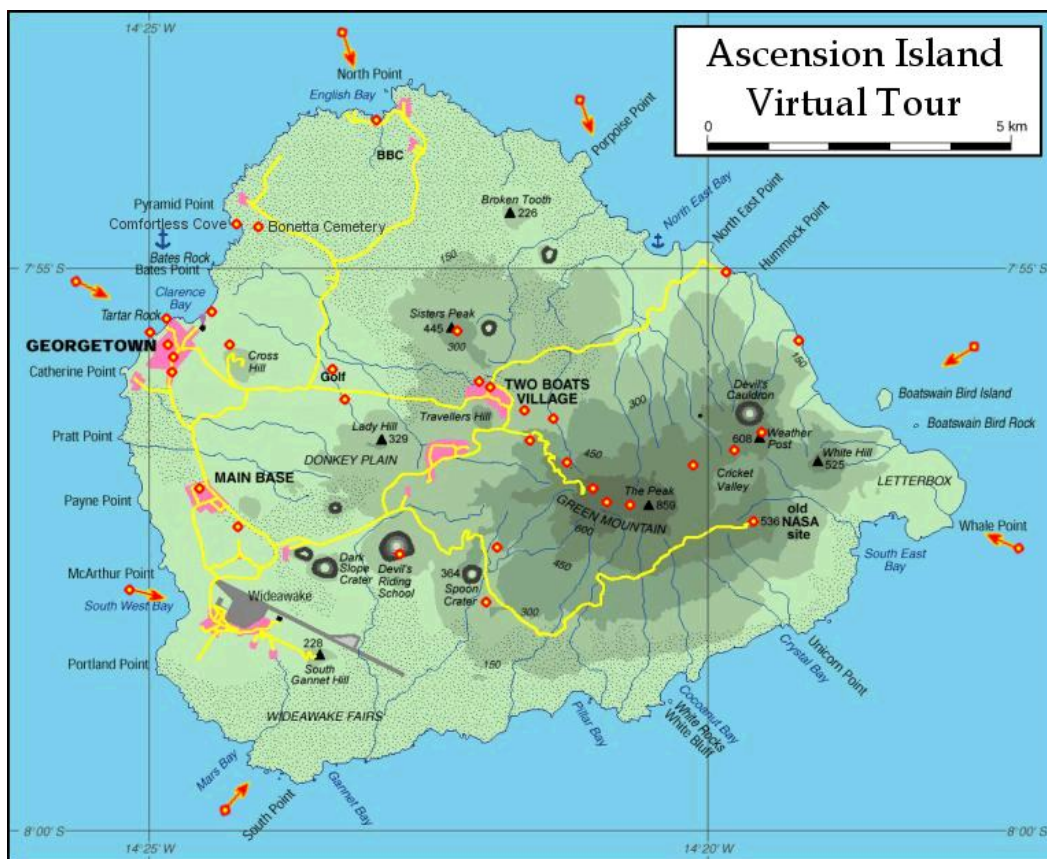 14° 25' W
Ascension Island
Virtual Tour
0
5 km
North Point
English Bay
BBC
Porpoise Point
Pyramid Point
Comfortless Cove
Bonetta Cemetery
Broken Tooth
226
North East Bay
North East Point
Hummock Point
Bates Rock
Bates Point
7° 55' S
150
7° 55' S
Clarence
Bay
Tartar Rock
Sisters Peak
445
300
GEORGETOWN
Cross
Hill
Catherine Point
Golf
TWO BOATS
VILLAGE
Travellers Hill
300
150
Devil's
Cauldron
Boatswain Bird Island
Boatswain Bird Rock
Lady Hill
329
Pratt Point
DONKEY PLAIN
450
608
Weather
Post
White Hill
525
Cricket
Valley
LETTERBOX
MAIN BASE
Payne Point
The Peak
859
GREEN MOUNTAIN
600
536
old
NASA
site
Whale Point
South East
Bay
McArthur Point
South West Bay
Dark
Slope
Crater
Devil's
Riding
School
364
Spoon
Crater
450
300
Wideawake
Portland Point
228
South
Gannet Hill
150
WIDEAWAKE FAIRS
Unicorn Point
Crystal Bay
Cocoanut Bay
White Rocks
White Bluff
Pillar Bay
Mars Bay
South Point
Gannet Bay
8° 00' S
8° 00' S
14° 25' W
14° 20' W